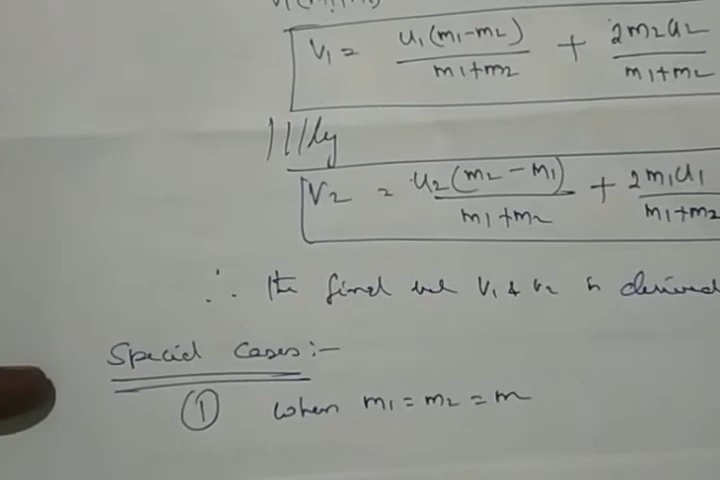 V1 = u1(m1-m2) / m1+m2 + 2m2u2 / m1+m2
|||ly
V2 = u2(m2-m1) / m1+m2 + 2m1u1 / m1+m2
∴ the final vel V1 & v2 is derived
Special Cases:-
① when m1 = m2 = m